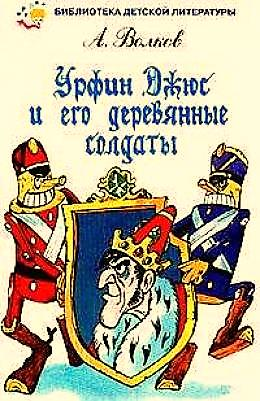 БИБЛИОТЕКА ДЕТСКОЙ ЛИТЕРАТУРЫ
А. Волков
Урфин Джюс
и его деревянные
солдаты